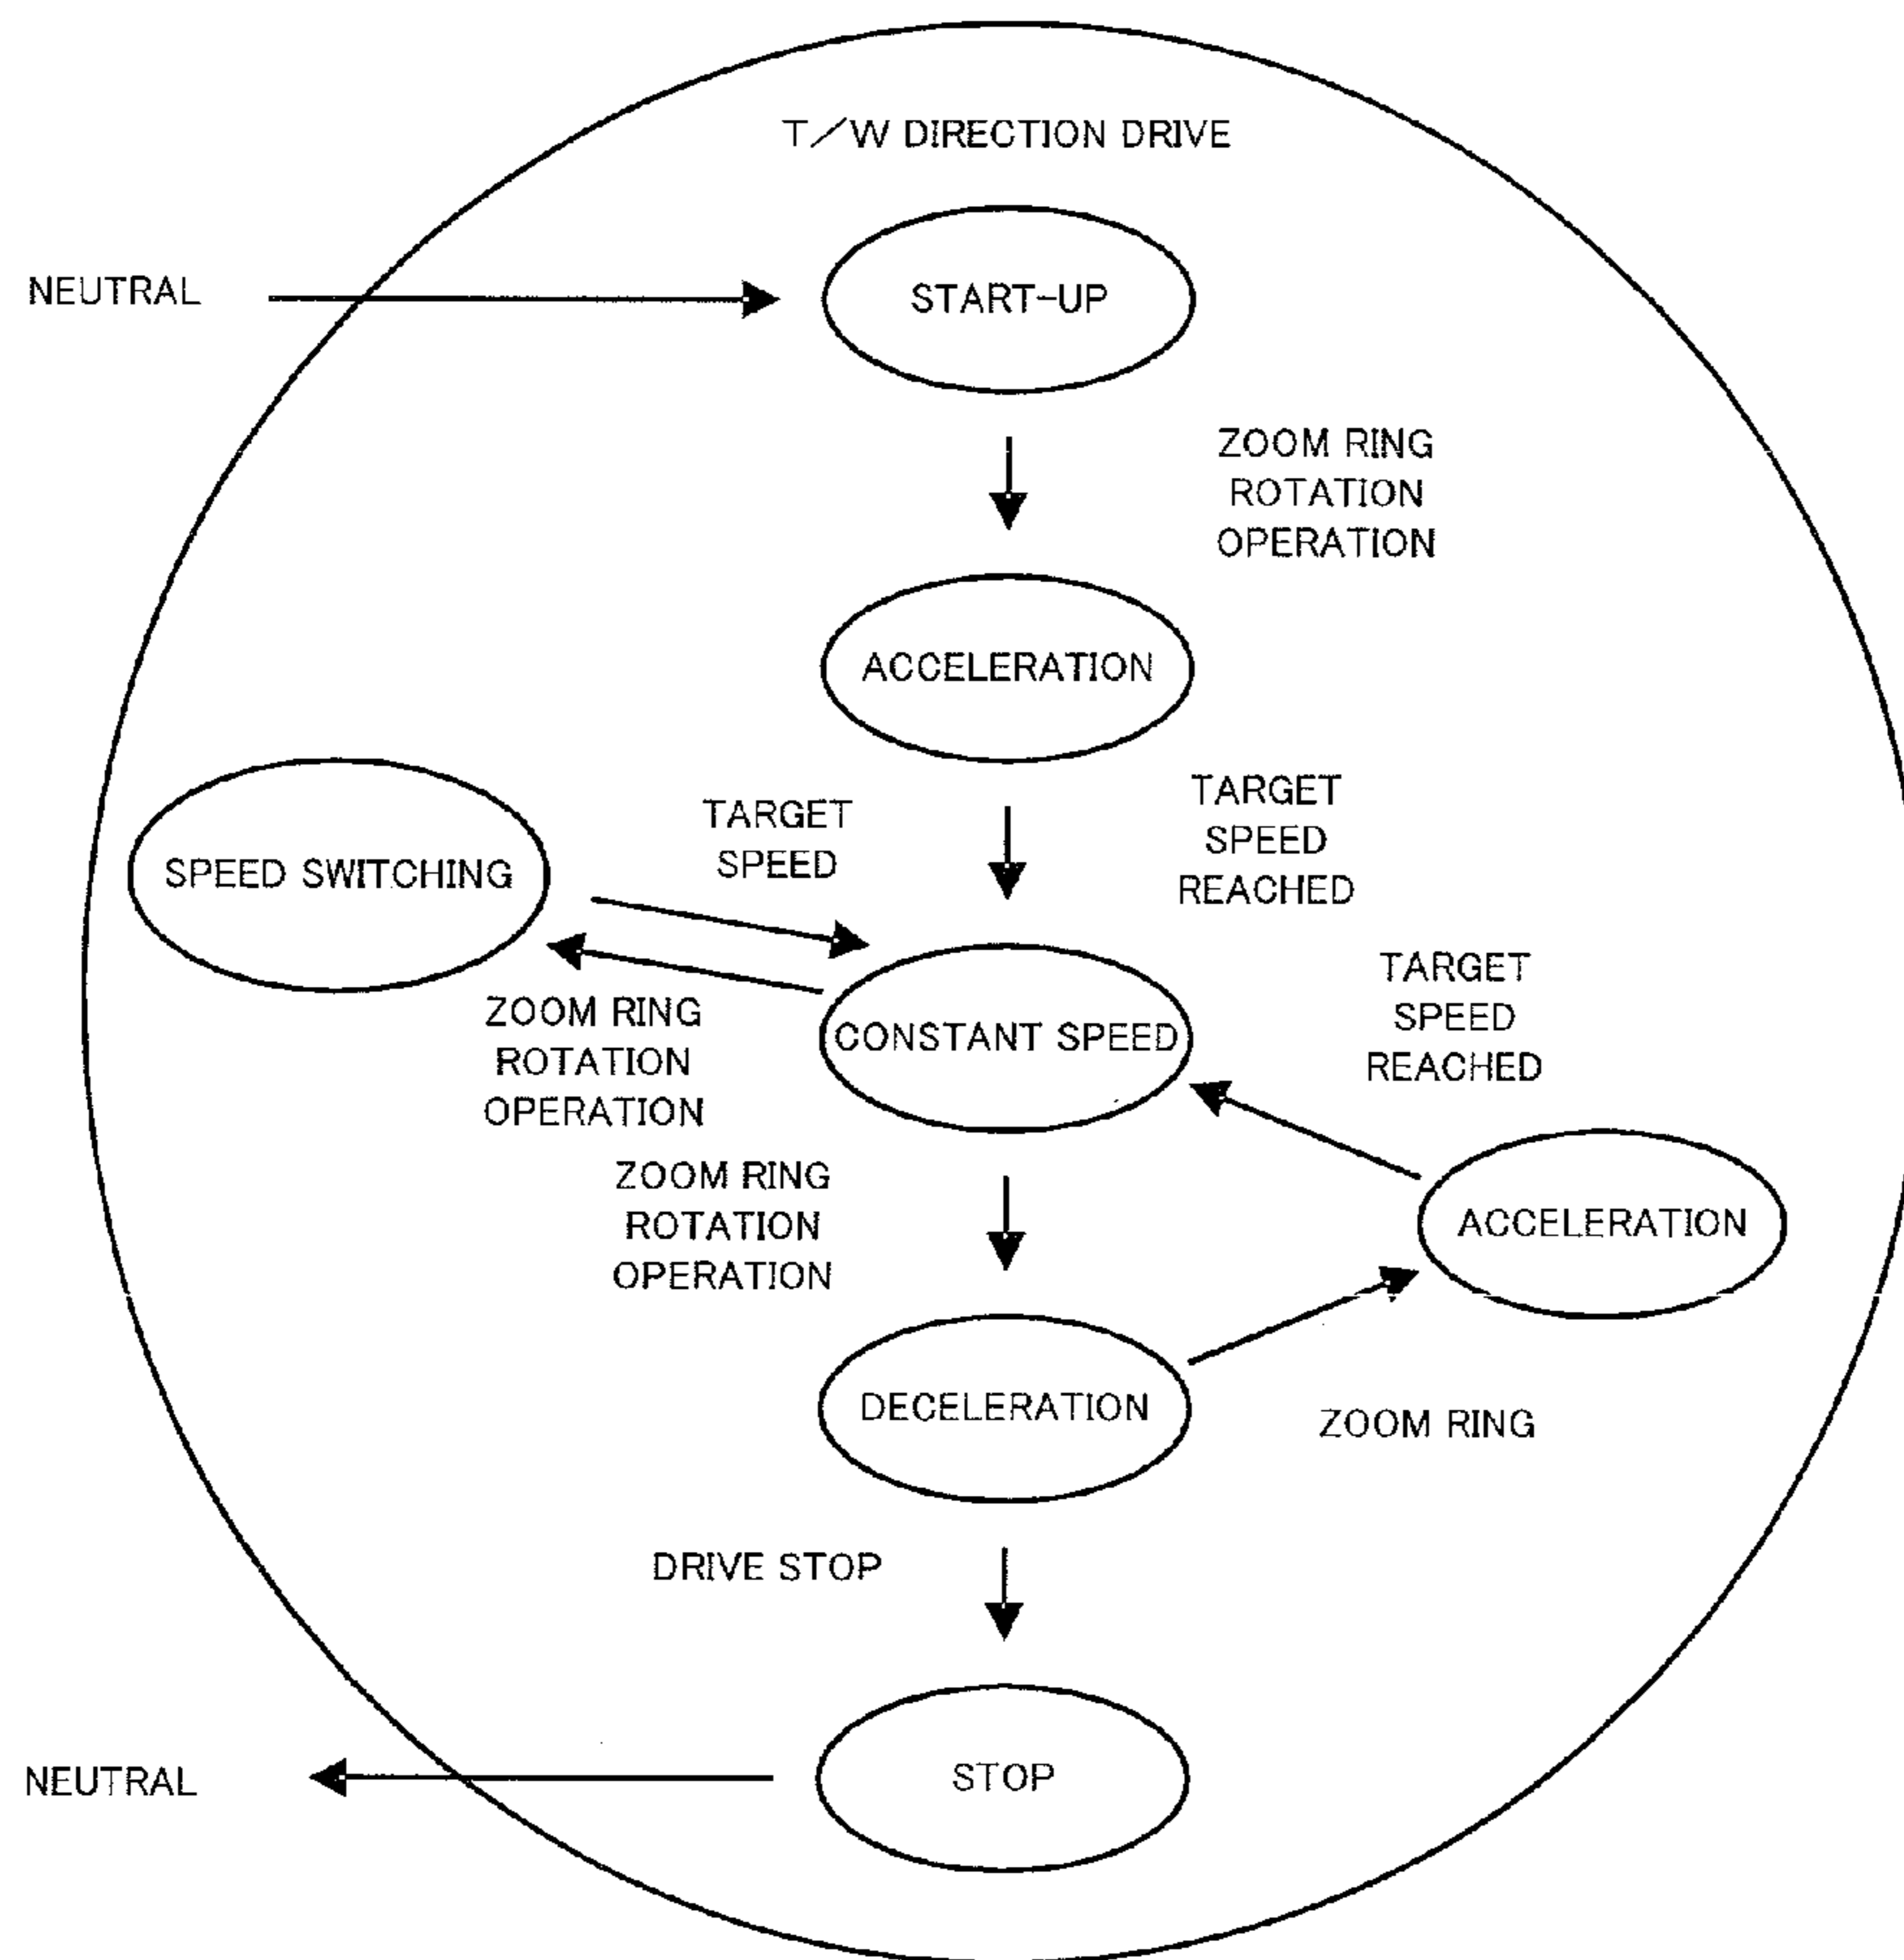 T/W DIRECTION DRIVE
NEUTRAL
START-UP
ZOOM RING
ROTATION
OPERATION
ACCELERATION
TARGET
SPEED
REACHED
TARGET
SPEED
SPEED SWITCHING
TARGET
SPEED
REACHED
ZOOM RING
ROTATION
OPERATION
CONSTANT SPEED
ZOOM RING
ROTATION
OPERATION
ACCELERATION
DECELERATION
ZOOM RING
DRIVE STOP
STOP
NEUTRAL